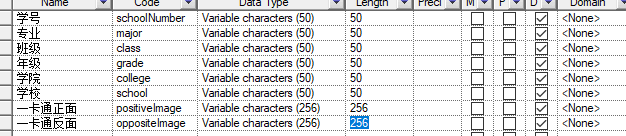 Name Code Data Type Length Preci M P D Domain
学号 schoolNumber Variable characters (50) 50 <None>
专业 major Variable characters (50) 50 <None>
班级 class Variable characters (50) 50 <None>
年级 grade Variable characters (50) 50 <None>
学院 college Variable characters (50) 50 <None>
学校 school Variable characters (50) 50 <None>
一卡通正面 positiveImage Variable characters (256) 256 <None>
一卡通反面 oppositeImage Variable characters (256) 256 <None>